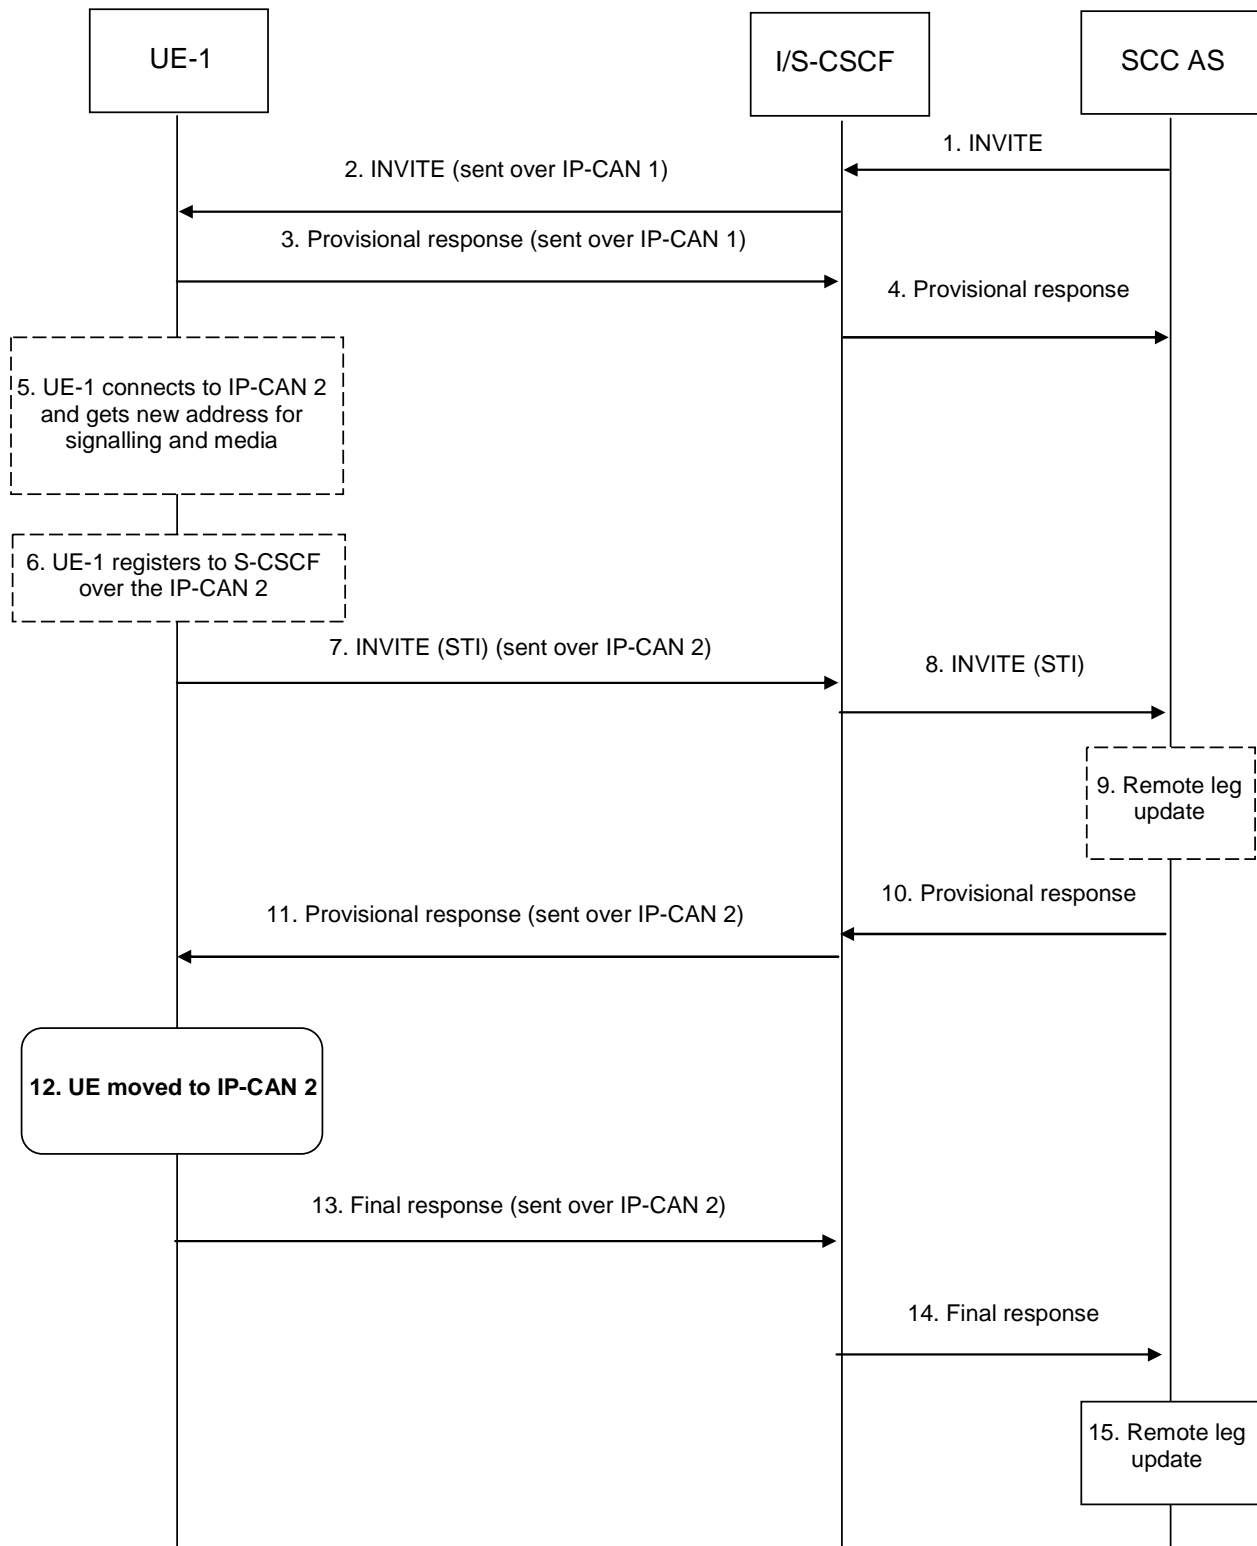 UE-1
I/S-CSCF
SCC AS
1. INVITE
2. INVITE (sent over IP-CAN 1)
3. Provisional response (sent over IP-CAN 1)
4. Provisional response
5. UE-1 connects to IP-CAN 2
and gets new address for
signalling and media
6. UE-1 registers to S-CSCF
over the IP-CAN 2
7. INVITE (STI) (sent over IP-CAN 2)
8. INVITE (STI)
9. Remote leg
update
10. Provisional response
11. Provisional response (sent over IP-CAN 2)
12. UE moved to IP-CAN 2
13. Final response (sent over IP-CAN 2)
14. Final response
15. Remote leg
update